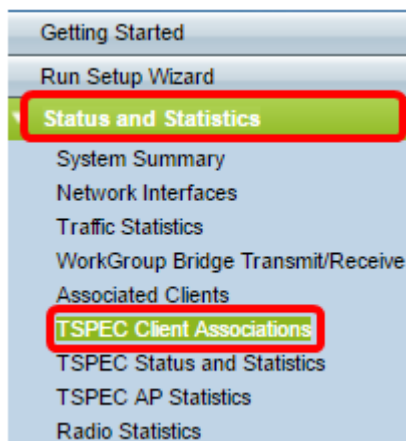 Getting Started
Run Setup Wizard
Status and Statistics
System Summary
Network Interfaces
Traffic Statistics
WorkGroup Bridge Transmit/Receive
Associated Clients
TSPEC Client Associations
TSPEC Status and Statistics
TSPEC AP Statistics
Radio Statistics